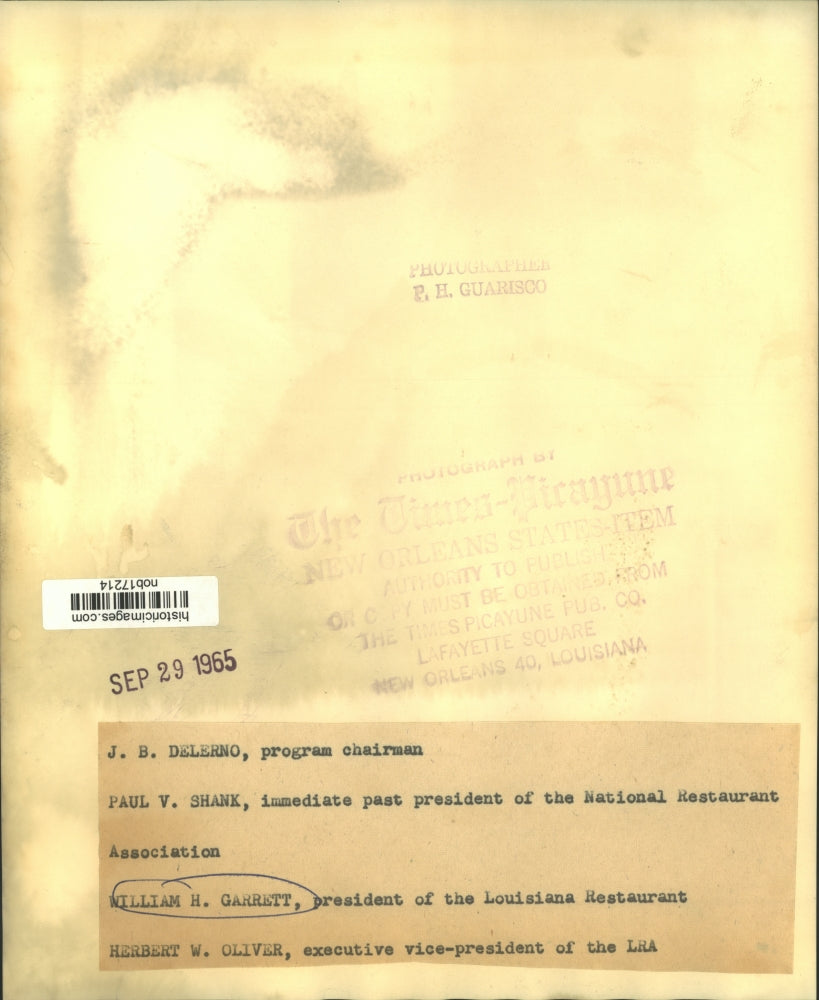 PHOTOGRAPHER
P. H. GUARISCO
PHOTOGRAPH BY
The Times-Picayune
NEW ORLEANS STATES-ITEM
AUTHORITY TO PUBLISH
OR COPY MUST BE OBTAINED FROM
THE TIMES PICAYUNE PUB. CO.
LAFAYETTE SQUARE
NEW ORLEANS 40, LOUISIANA
historicimages.com
nob17214
SEP 29 1965
J. B. DELERNO, program chairman
PAUL V. SHANK, immediate past president of the National Restaurant
Association
WILLIAM H. GARRETT, president of the Louisiana Restaurant
HERBERT W. OLIVER, executive vice-president of the LRA